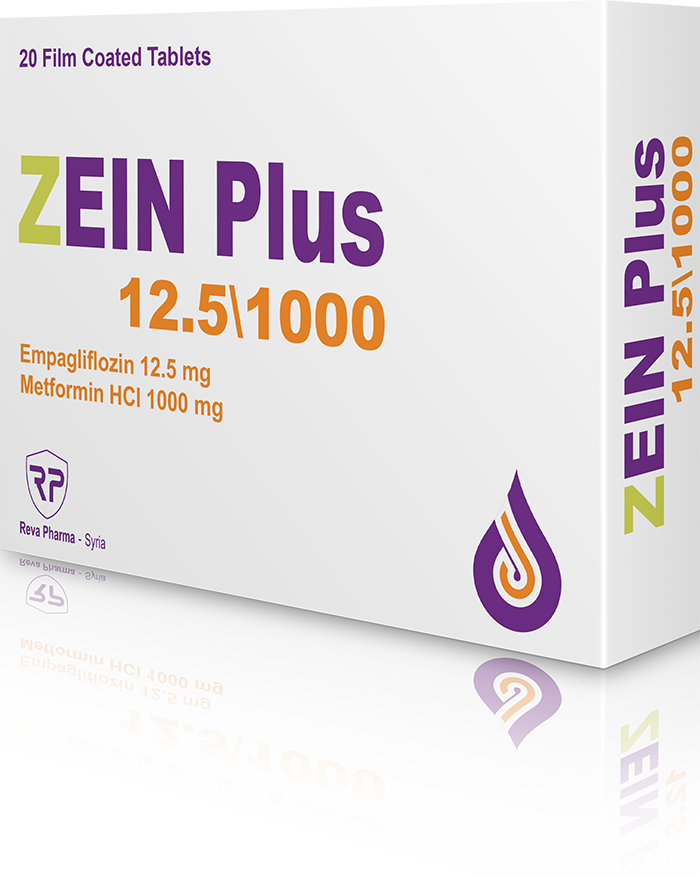 20 Film Coated Tablets
ZEIN Plus
12.5\1000
Empagliflozin 12.5 mg
Metformin HCl 1000 mg
RP
Reva Pharma - Syria
ZEIN Plus
12.5\1000